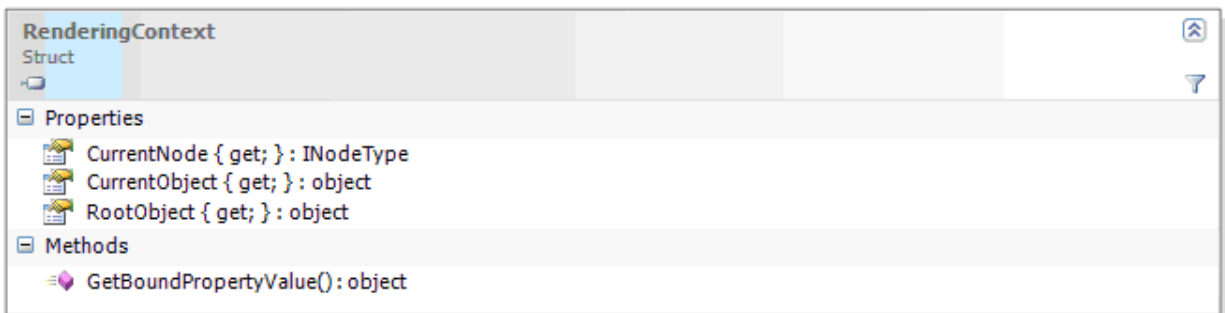 RenderingContext
Struct
Properties
CurrentNode { get; } : INodeType
CurrentObject { get; } : object
RootObject { get; } : object
Methods
GetBoundPropertyValue() : object